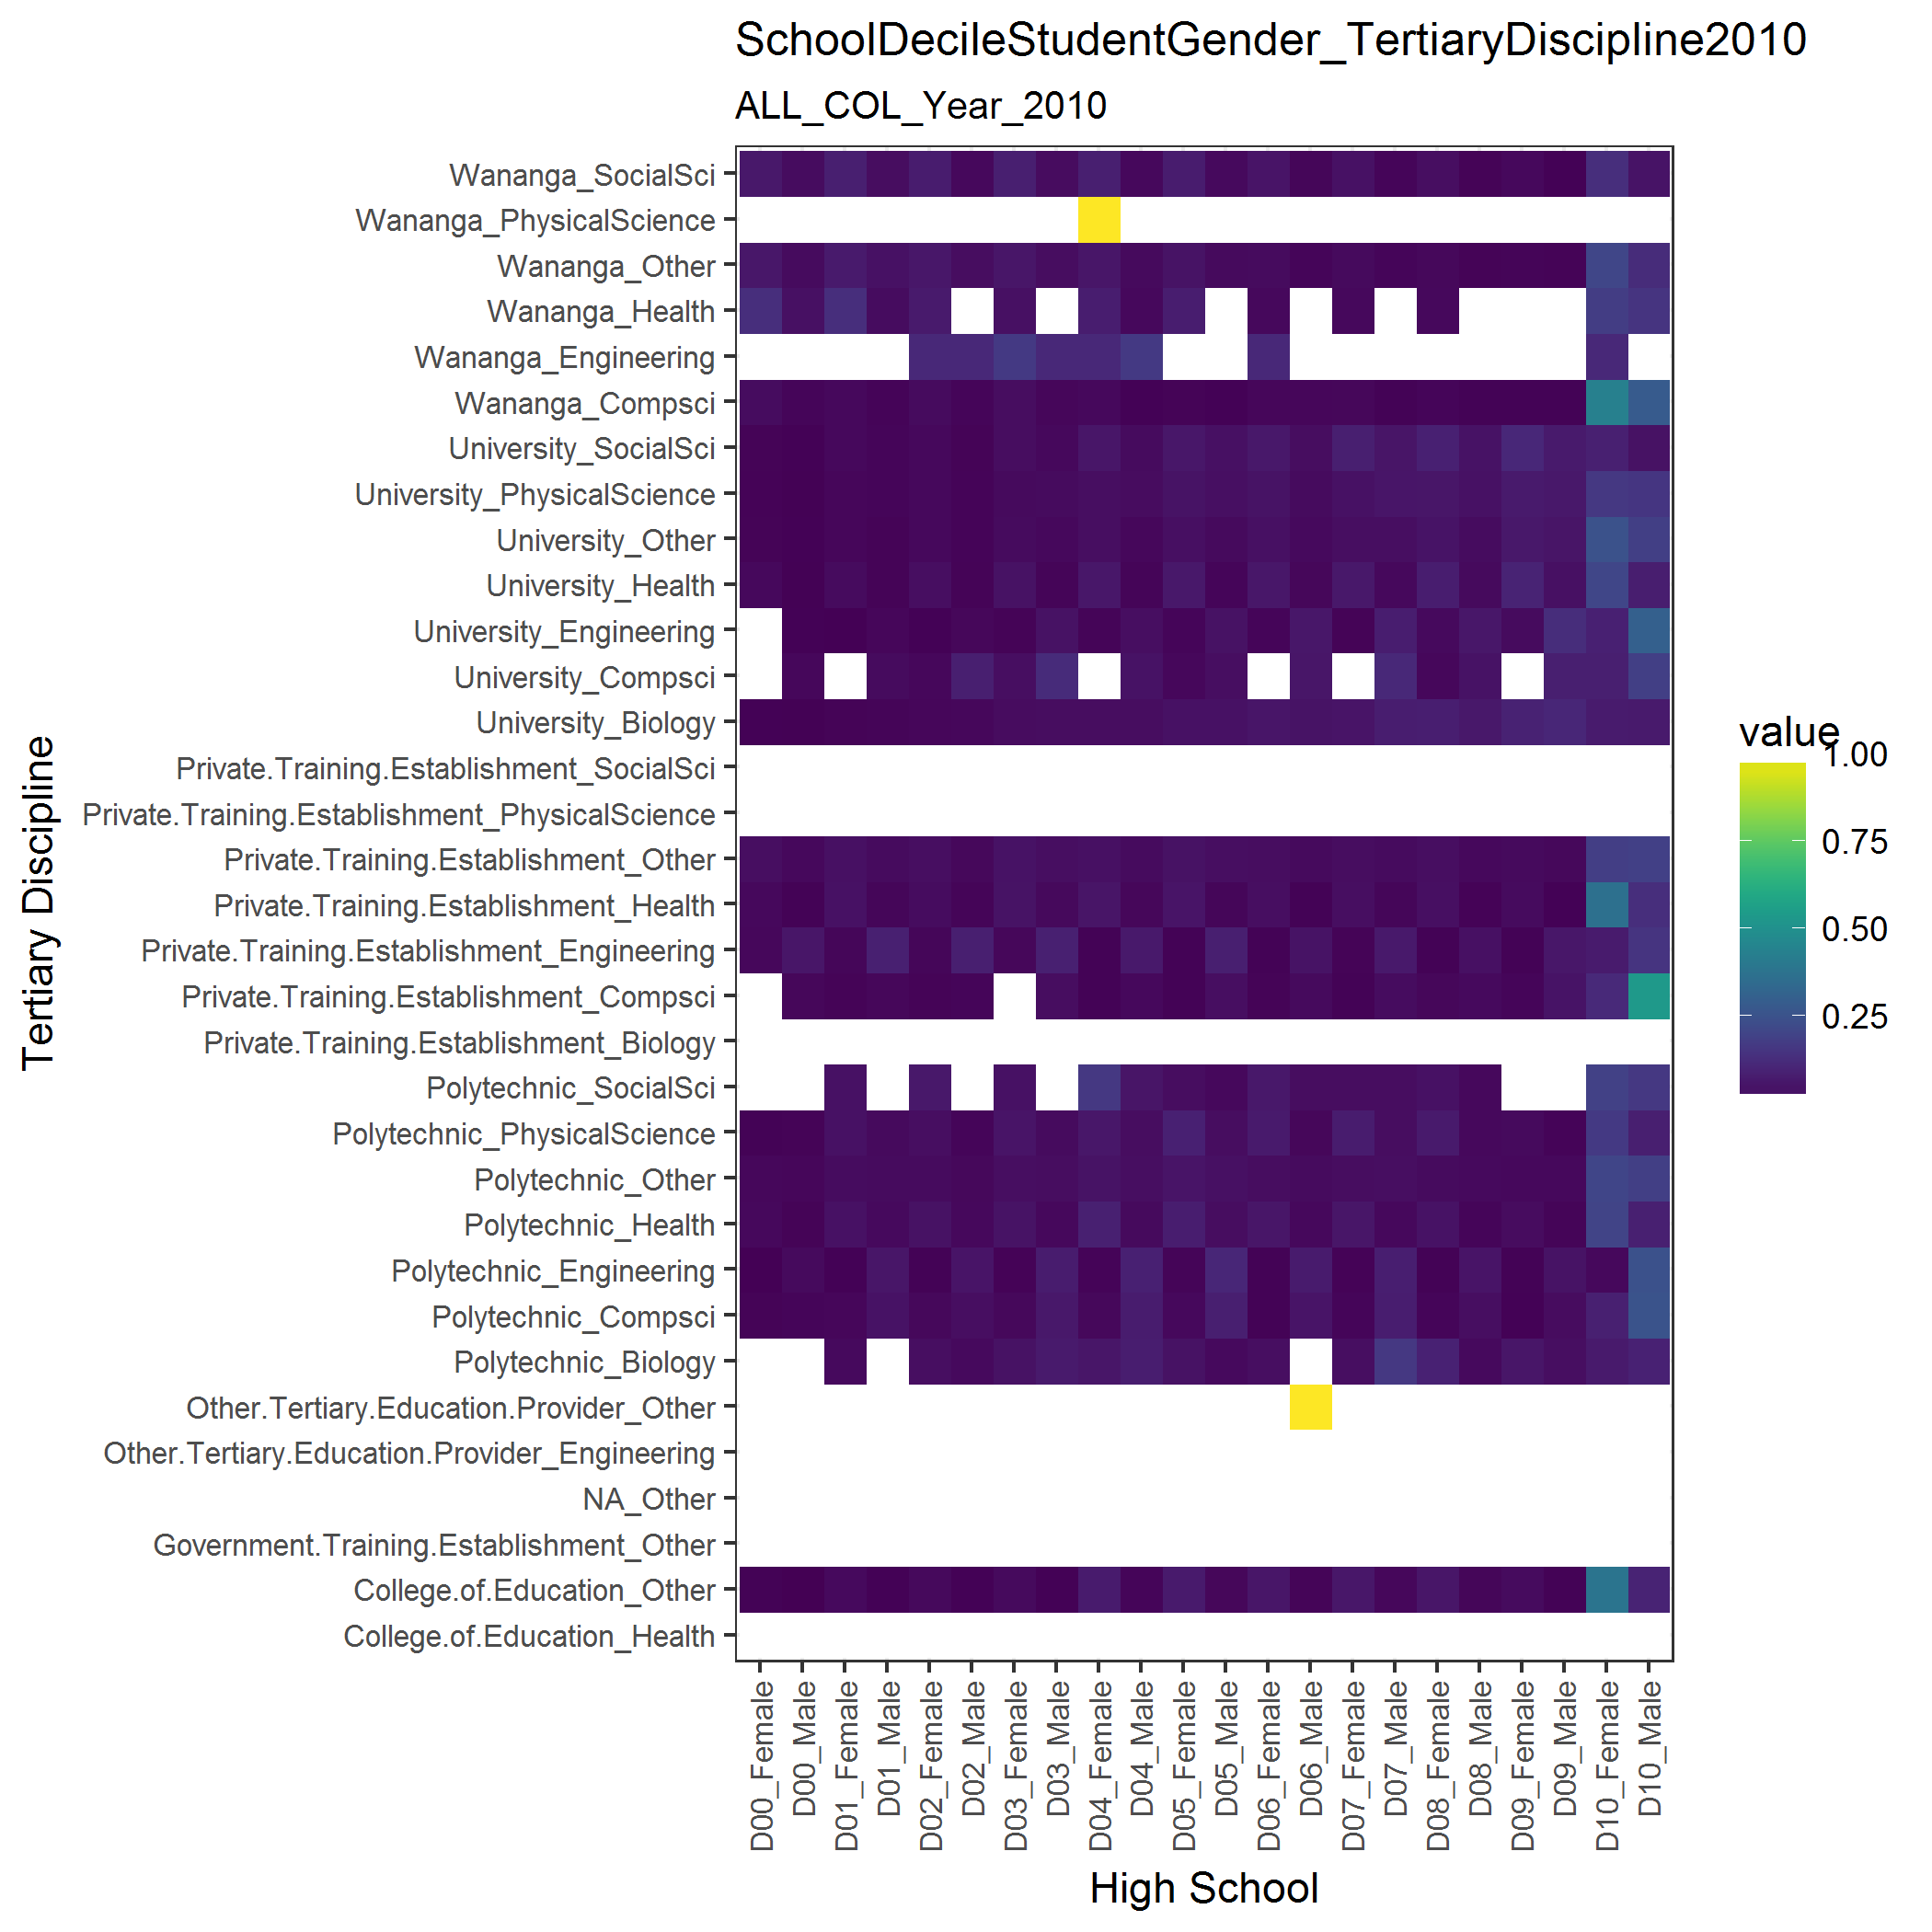 SchoolDecileStudentGender_TertiaryDiscipline2010
ALL_COL_Year_2010
Tertiary Discipline
Wananga_SocialSci
Wananga_PhysicalScience
Wananga_Other
Wananga_Health
Wananga_Engineering
Wananga_Compsci
University_SocialSci
University_PhysicalScience
University_Other
University_Health
University_Engineering
University_Compsci
University_Biology
Private.Training.Establishment_SocialSci
Private.Training.Establishment_PhysicalScience
Private.Training.Establishment_Other
Private.Training.Establishment_Health
Private.Training.Establishment_Engineering
Private.Training.Establishment_Compsci
Private.Training.Establishment_Biology
Polytechnic_SocialSci
Polytechnic_PhysicalScience
Polytechnic_Other
Polytechnic_Health
Polytechnic_Engineering
Polytechnic_Compsci
Polytechnic_Biology
Other.Tertiary.Education.Provider_Other
Other.Tertiary.Education.Provider_Engineering
NA_Other
Government.Training.Establishment_Other
College.of.Education_Other
College.of.Education_Health
D00_Female
D00_Male
D01_Female
D01_Male
D02_Female
D02_Male
D03_Female
D03_Male
D04_Female
D04_Male
D05_Female
D05_Male
D06_Female
D06_Male
D07_Female
D07_Male
D08_Female
D08_Male
D09_Female
D09_Male
D10_Female
D10_Male
High School
value
1.00
0.75
0.50
0.25